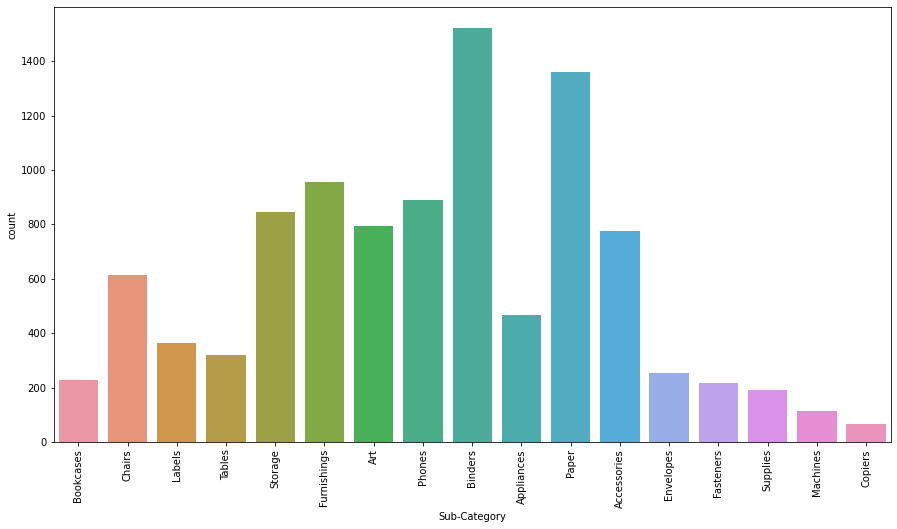 1400
1200
1000
800
600
400
200
0
count
Bookcases
Chairs
Labels
Tables
Storage
Furnishings
Art
Phones
Binders
Appliances
Paper
Accessories
Envelopes
Fasteners
Supplies
Machines
Copiers
Sub-Category